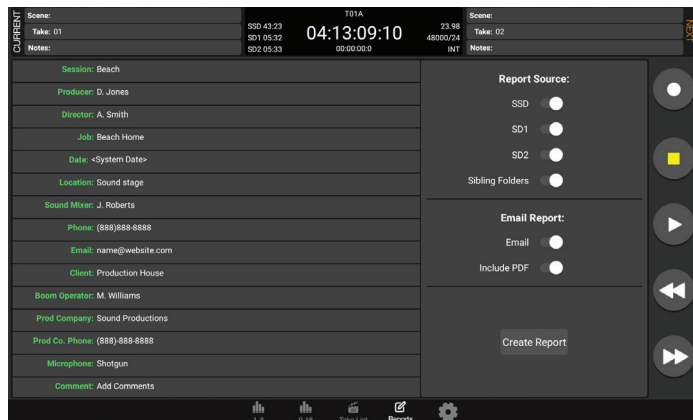 CURRENT
Scene:
Take: 01
Notes:
SSD 43:23
SD1 05:32
SD2 05:33
T01A
04:13:09:10
00:00:00:0
23.98
48000/24
INT
Scene:
Take: 02
Notes:
NEXT
Session: Beach
Producer: D. Jones
Director: A. Smith
Job: Beach Home
Date: <System Date>
Location: Sound stage
Sound Mixer: J. Roberts
Phone: (888)888-8888
Email: name@website.com
Client: Production House
Boom Operator: M. Williams
Prod Company: Sound Productions
Prod Co. Phone: (888)-888-8888
Microphone: Shotgun
Comment: Add Comments
Report Source:
SSD
SD1
SD2
Sibling Folders
Email Report:
Email
Include PDF
Create Report
1-8
9-16
Take List
Reports